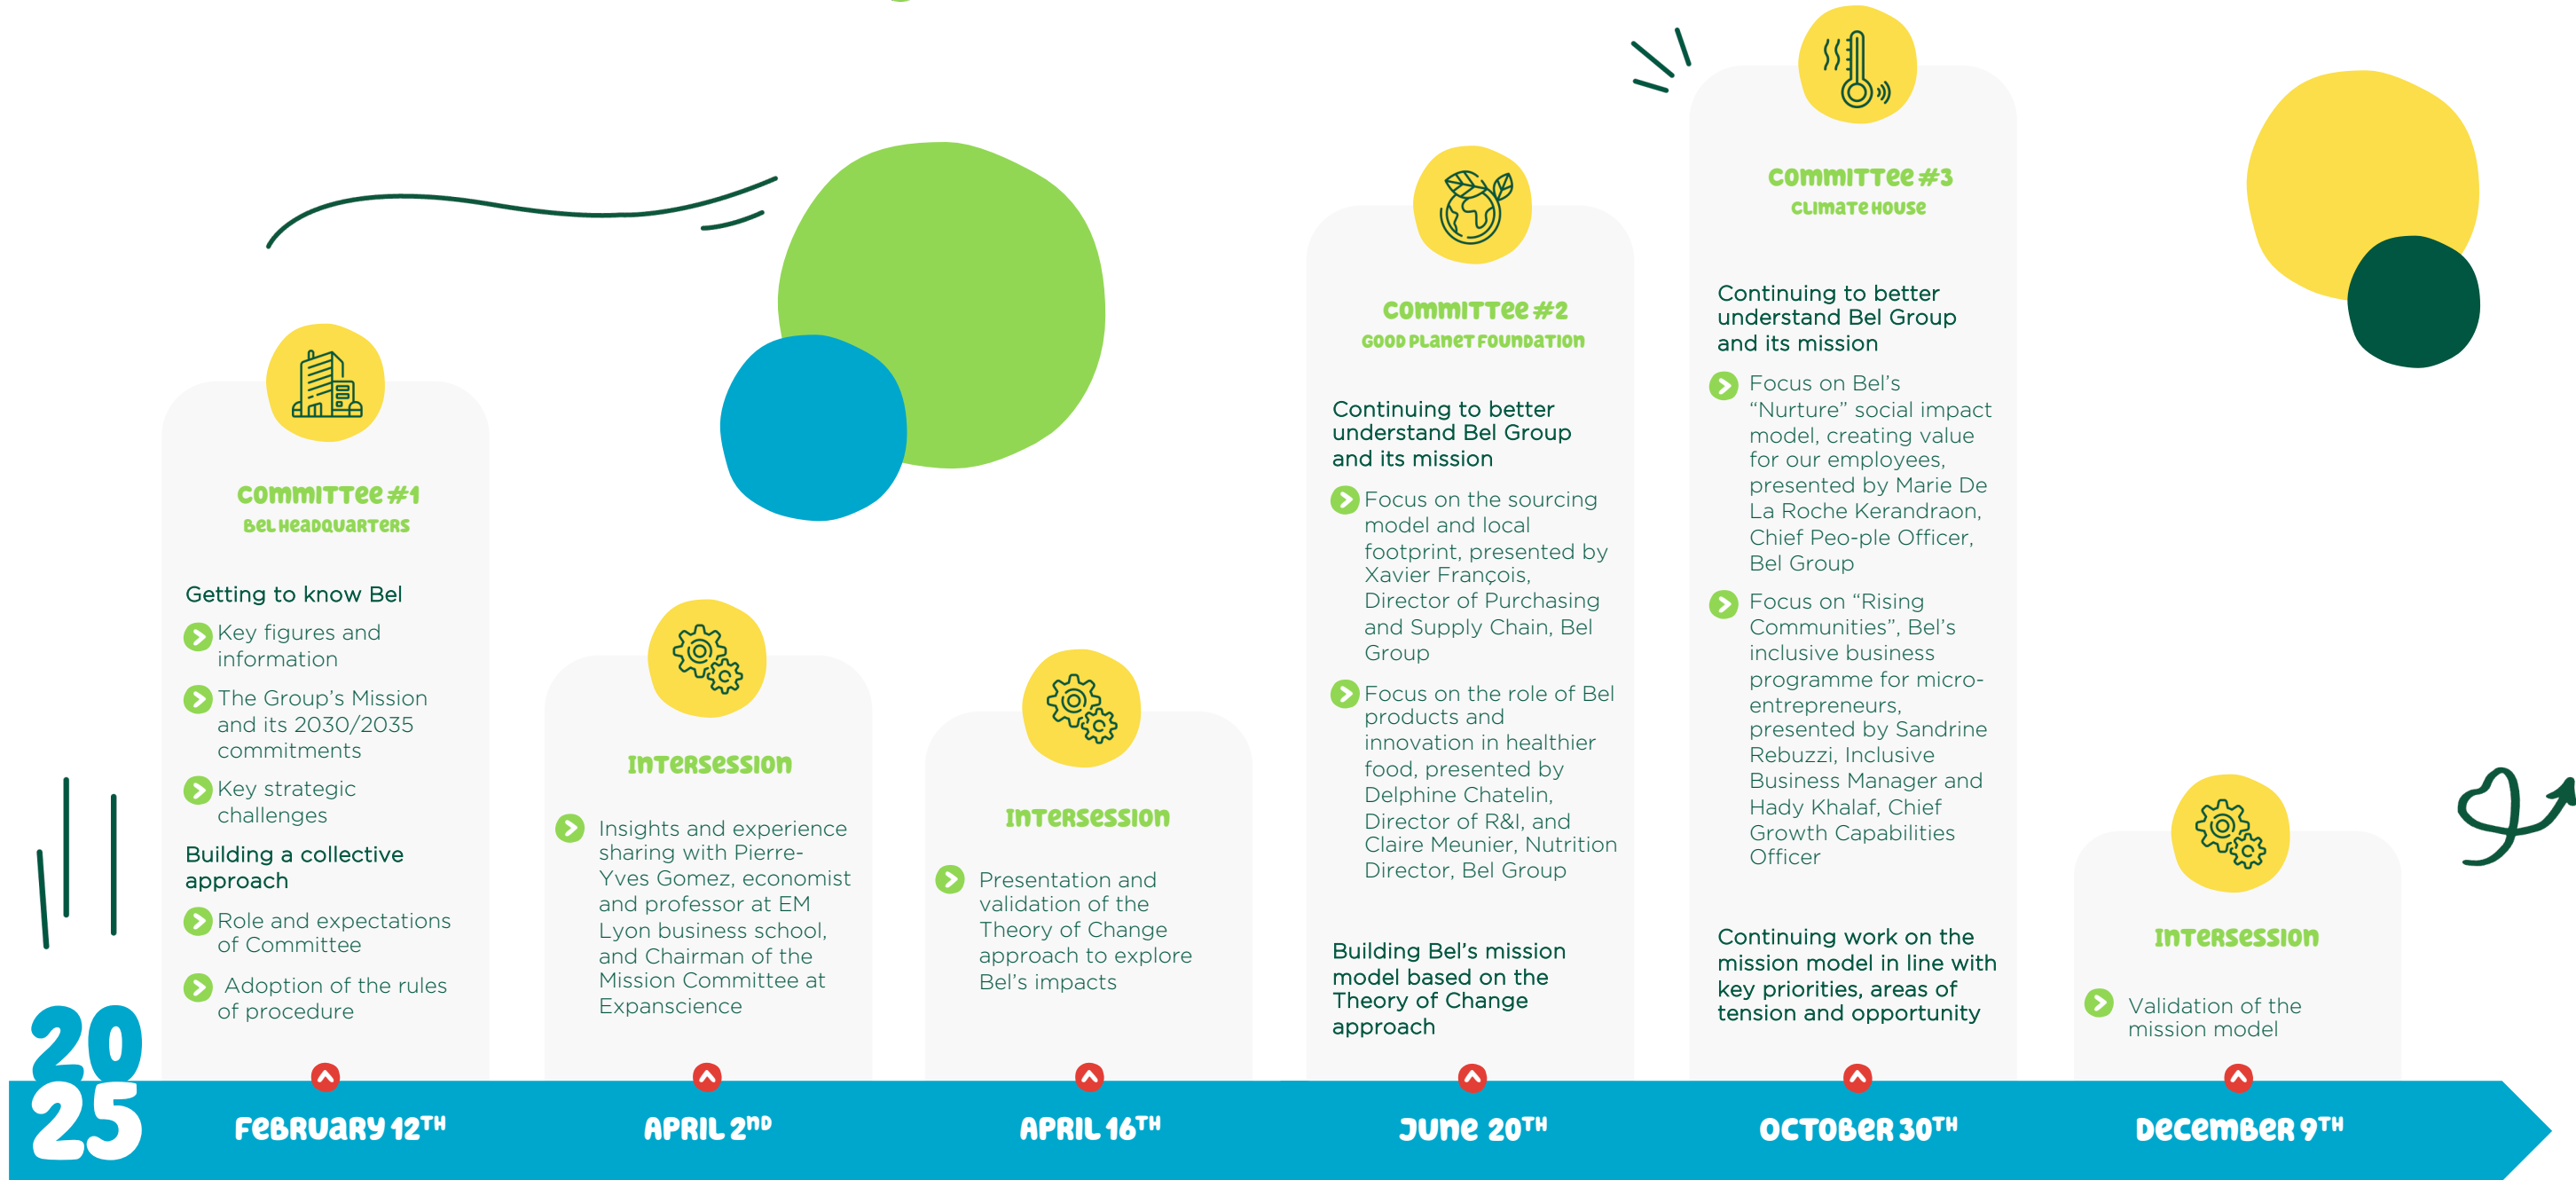 COMMITTEE #1
BEL HEADQUARTERS
Getting to know Bel
Key figures and
information
The Group's Mission
and its 2030/2035
commitments
Key strategic
challenges
Building a collective
approach
Role and expectations
of Committee
Adoption of the rules
of procedure
INTERSESSION
Insights and experience
sharing with Pierre-
Yves Gomez, economist
and professor at EM
Lyon business school,
and Chairman of the
Mission Committee at
Expanscience
INTERSESSION
Presentation and
validation of the
Theory of Change
approach to explore
Bel's impacts
COMMITTEE #2
GOOD PLANET FOUNDATION
Continuing to better
understand Bel Group
and its mission
Focus on the sourcing
model and local
footprint, presented by
Xavier François,
Director of Purchasing
and Supply Chain, Bel
Group
Focus on the role of Bel
products and
innovation in healthier
food, presented by
Delphine Chatelin,
Director of R&I, and
Claire Meunier, Nutrition
Director, Bel Group
Building Bel's mission
model based on the
Theory of Change
approach
COMMITTEE #3
CLIMATE HOUSE
Continuing to better
understand Bel Group
and its mission
Focus on Bel's
“Nurture” social impact
model, creating value
for our employees,
presented by Marie De
La Roche Kerandraon,
Chief Peo-ple Officer,
Bel Group
Focus on “Rising
Communities”, Bel's
inclusive business
programme for micro-
entrepreneurs,
presented by Sandrine
Rebuzzi, Inclusive
Business Manager and
Hady Khalaf, Chief
Growth Capabilities
Officer
Continuing work on the
mission model in line with
key priorities, areas of
tension and opportunity
INTERSESSION
Validation of the
mission model
20
25
FEBRUARY 12TH
APRIL 2ND
APRIL 16TH
JUNE 20TH
OCTOBER 30TH
DECEMBER 9TH